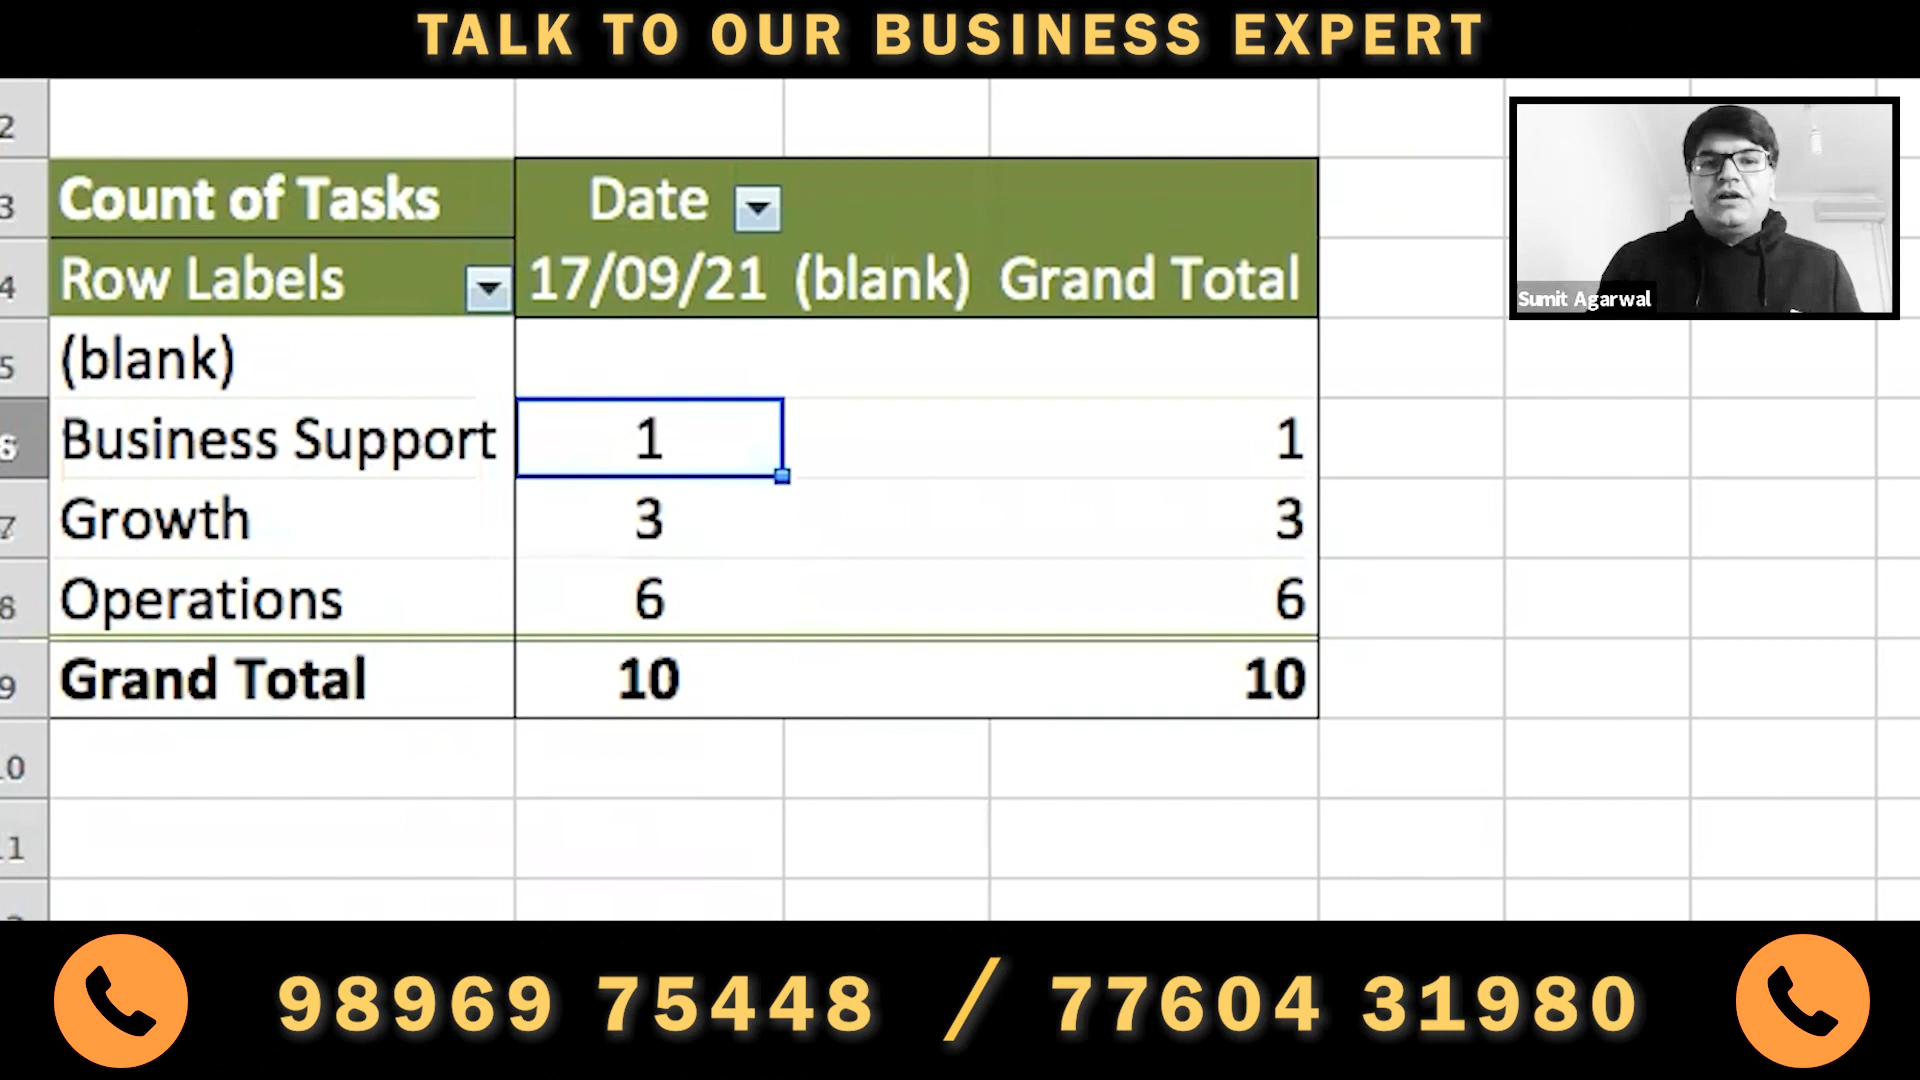 TALK TO OUR BUSINESS EXPERT
2
3 Count of Tasks Date
4 Row Labels 17/09/21 (blank) Grand Total
5 (blank)
6 Business Support 1 1
7 Growth 3 3
8 Operations 6 6
9 Grand Total 10 10
10
11
Sumit Agarwal
98969 75448 / 77604 31980